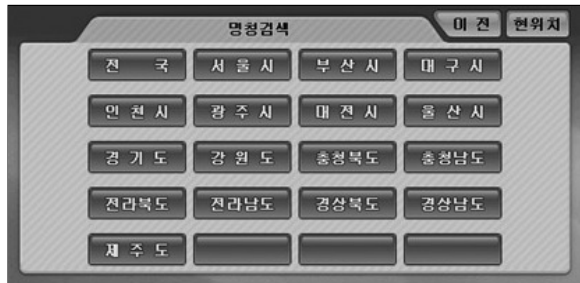 명칭검색 이 전 현위치
전 국 서 울 시 부 산 시 대 구 시
인 천 시 광 주 시 대 전 시 울 산 시
경 기 도 강 원 도 충청북도 충청남도
전라북도 전라남도 경상북도 경상남도
제 주 도